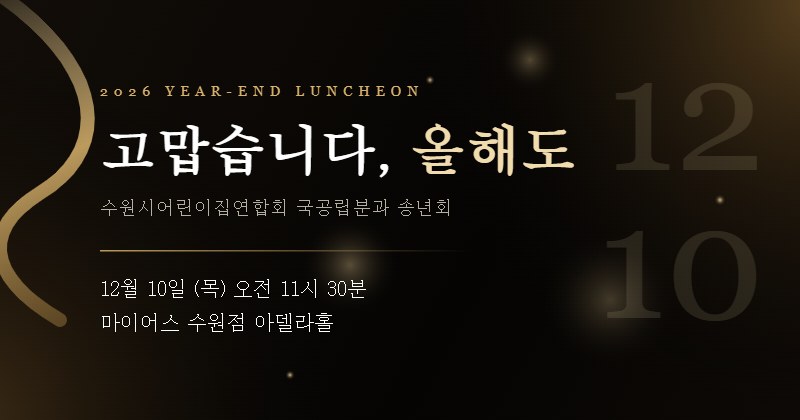 2026 YEAR-END LUNCHEON
고맙습니다, 올해도
수원시어린이집연합회 국공립분과 송년회
12월 10일 (목) 오전 11시 30분
마이어스 수원점 아델라홀
12
10